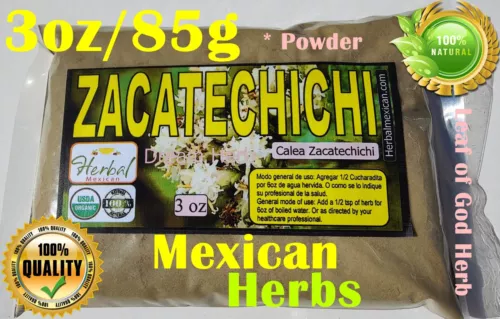 3oz/85g
* Powder
100%
NATURAL
ZACATECHICHI
Herbalmexican.com
Calea Zacatechichi
Herbal
Mexican
USDA
ORGANIC
100%
3 oz
Modo general de uso: Agregar 1/2 Cucharadita
por 6oz de agua hervida. O como se lo indique
su profesional de la salud.
General mode of use: Add a 1/2 tsp of herb for
6oz of boiled water. Or as directed by your
healthcare professional.
Leaf of God Herb
100%
QUALITY
Mexican
Herbs